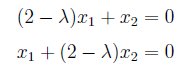 (2 − λ)x₁ + x₂ = 0
x₁ + (2 − λ)x₂ = 0